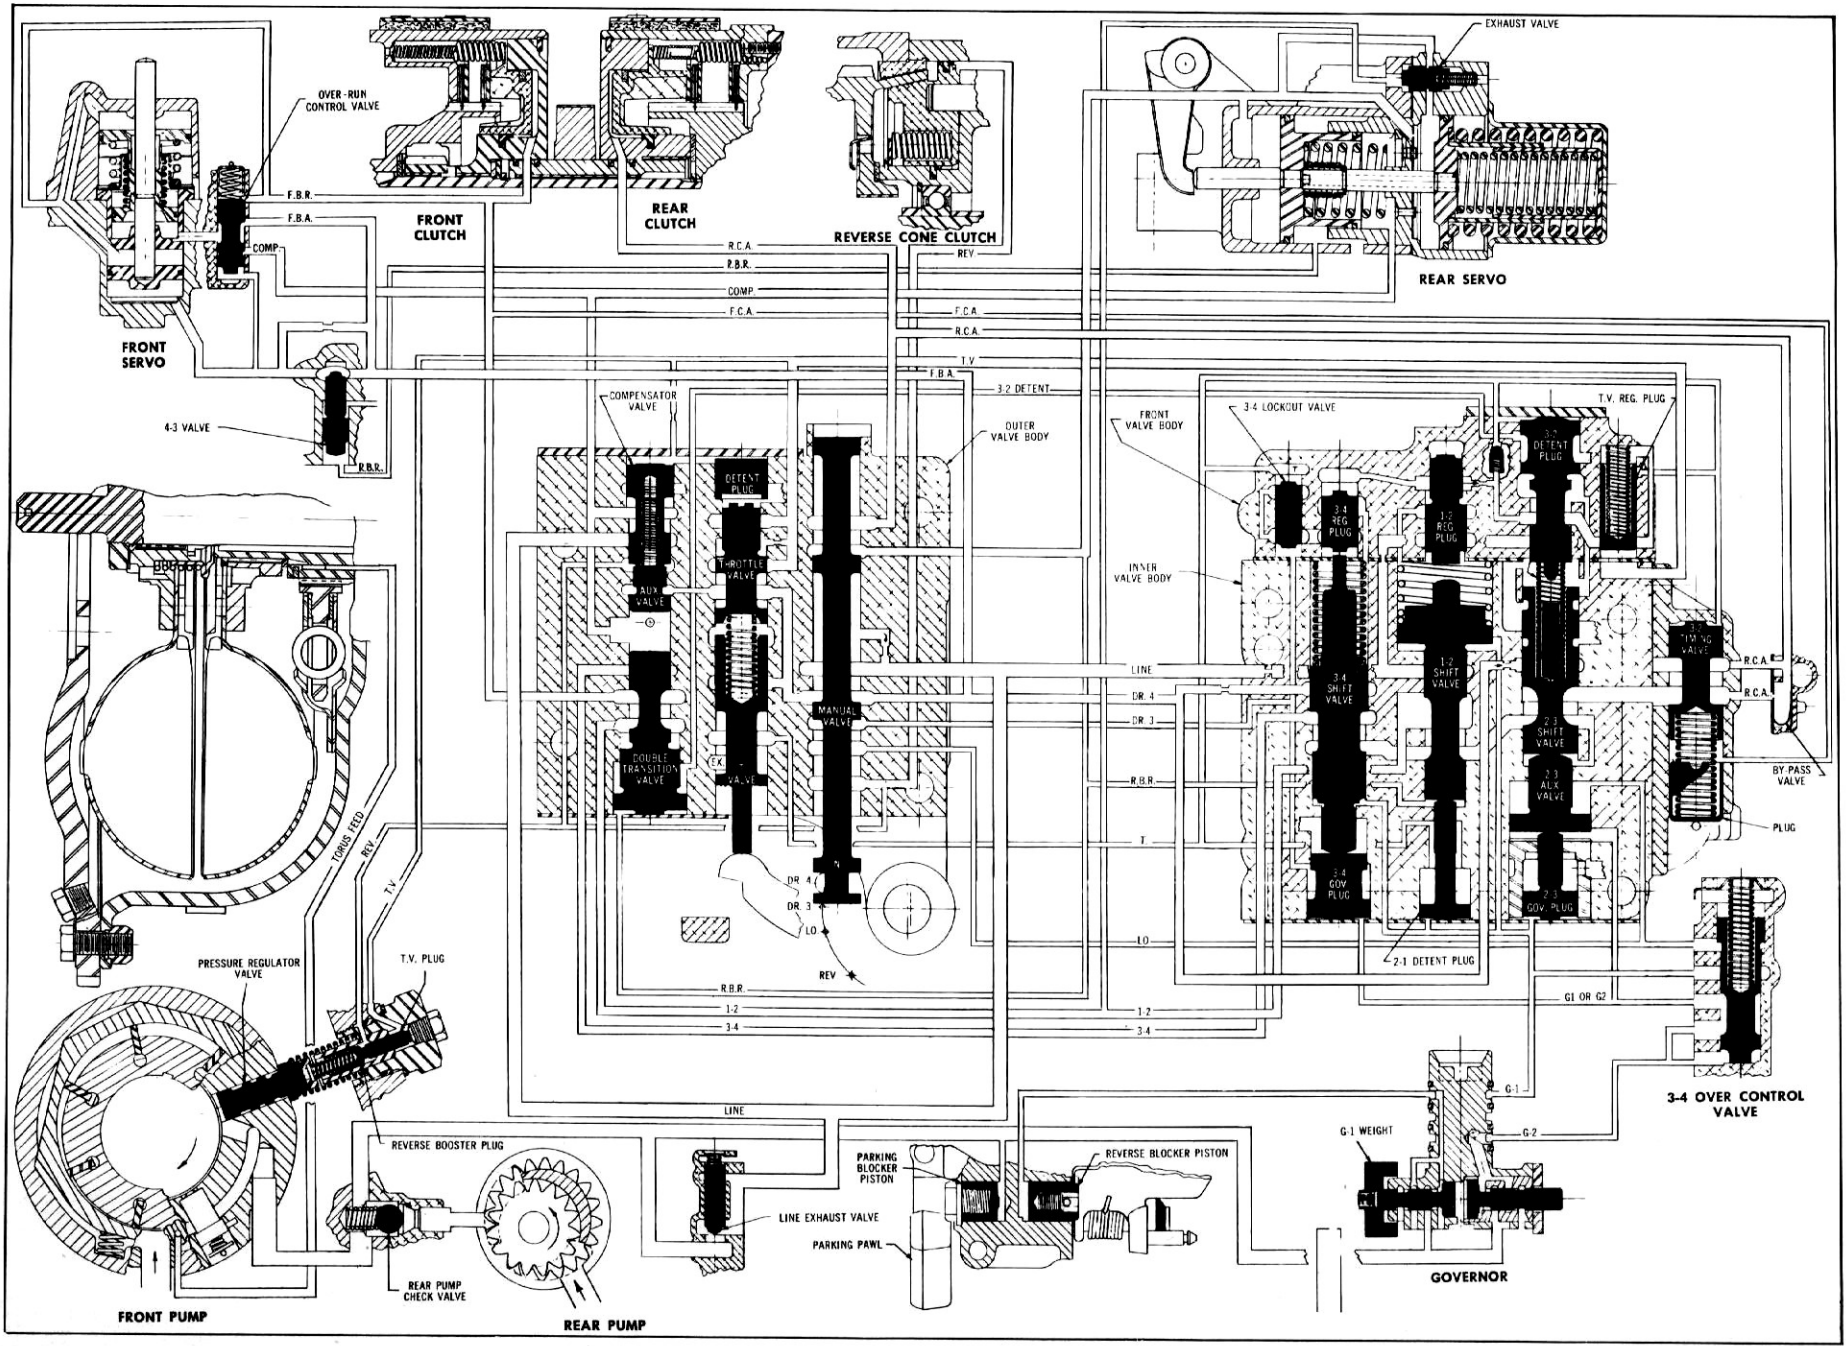 EXHAUST VALVE
OVER-RUN
CONTROL VALVE
F.B.R.
F.B.A.
COMP.
FRONT
CLUTCH
REAR
CLUTCH
REVERSE CONE CLUTCH
REAR SERVO
R.C.A.
REV
R.B.R.
COMP.
F.C.A.
F.C.A.
R.C.A.
FRONT
SERVO
T.V
F.B.A.
3-2 DETENT
4-3 VALVE
R.B.R.
COMPENSATOR
VALVE
OUTER
VALVE BODY
FRONT
VALVE BODY
3-4 LOCKOUT VALVE
T.V. REG. PLUG
DETENT
PLUG
3-2
DETENT
PLUG
3-4
REG
PLUG
1-2
REG
PLUG
THROTTLE
VALVE
AUX
VALVE
INNER
VALVE BODY
3-2
TIMING
VALVE
LINE
R.C.A.
R.C.A.
DR. 4
DR. 3
3-4
SHIFT
VALVE
1-2
SHIFT
VALVE
2-3
SHIFT
VALVE
MANUAL
VALVE
DOUBLE
TRANSITION
VALVE
EX.
T
VALVE
R.B.R.
2-3
AUX
VALVE
BY-PASS
VALVE
PLUG
TORUS FEED
REV.
T.V
T
N
DR. 4
DR. 3
LO
REV
3-4
GOV
PLUG
2-3
GOV. PLUG
LO
2-1 DETENT PLUG
PRESSURE REGULATOR
VALVE
T.V. PLUG
R.B.R.
1-2
3-4
1-2
3-4
G1 OR G2
G-1
3-4 OVER CONTROL
VALVE
LINE
G-2
G-1 WEIGHT
REVERSE BOOSTER PLUG
PARKING
BLOCKER
PISTON
REVERSE BLOCKER PISTON
LINE EXHAUST VALVE
PARKING PAWL
REAR PUMP
CHECK VALVE
GOVERNOR
FRONT PUMP
REAR PUMP